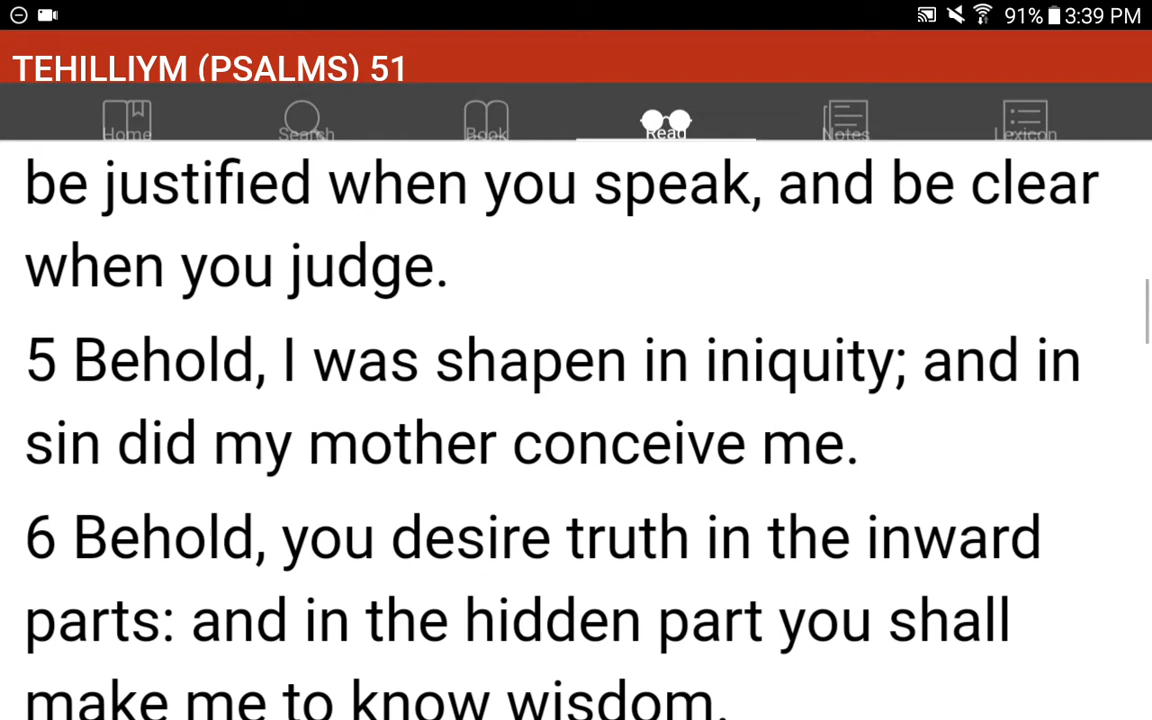 91% 3:39 PM
TEHILLIYM (PSALMS) 51
Home Search Book Read Notes Lexicon
be justified when you speak, and be clear
when you judge.
5 Behold, I was shapen in iniquity; and in
sin did my mother conceive me.
6 Behold, you desire truth in the inward
parts: and in the hidden part you shall
make me to know wisdom.